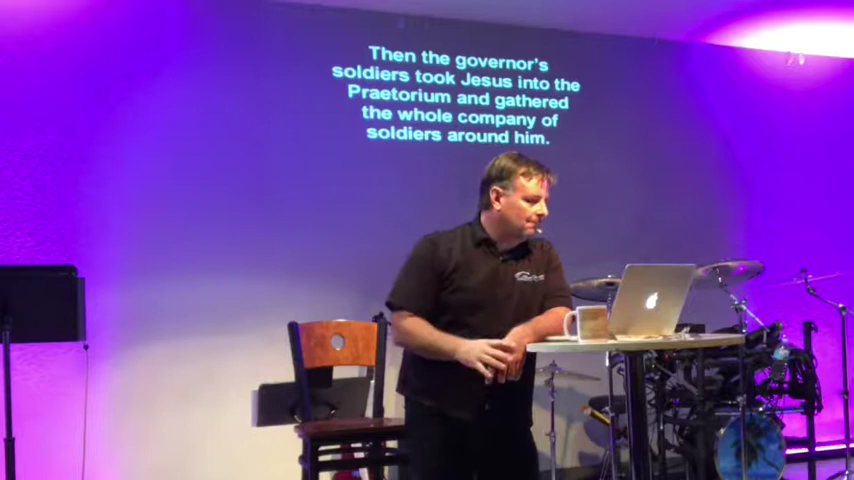 Then the governor's
soldiers took Jesus into the
Praetorium and gathered
the whole company of
soldiers around him.